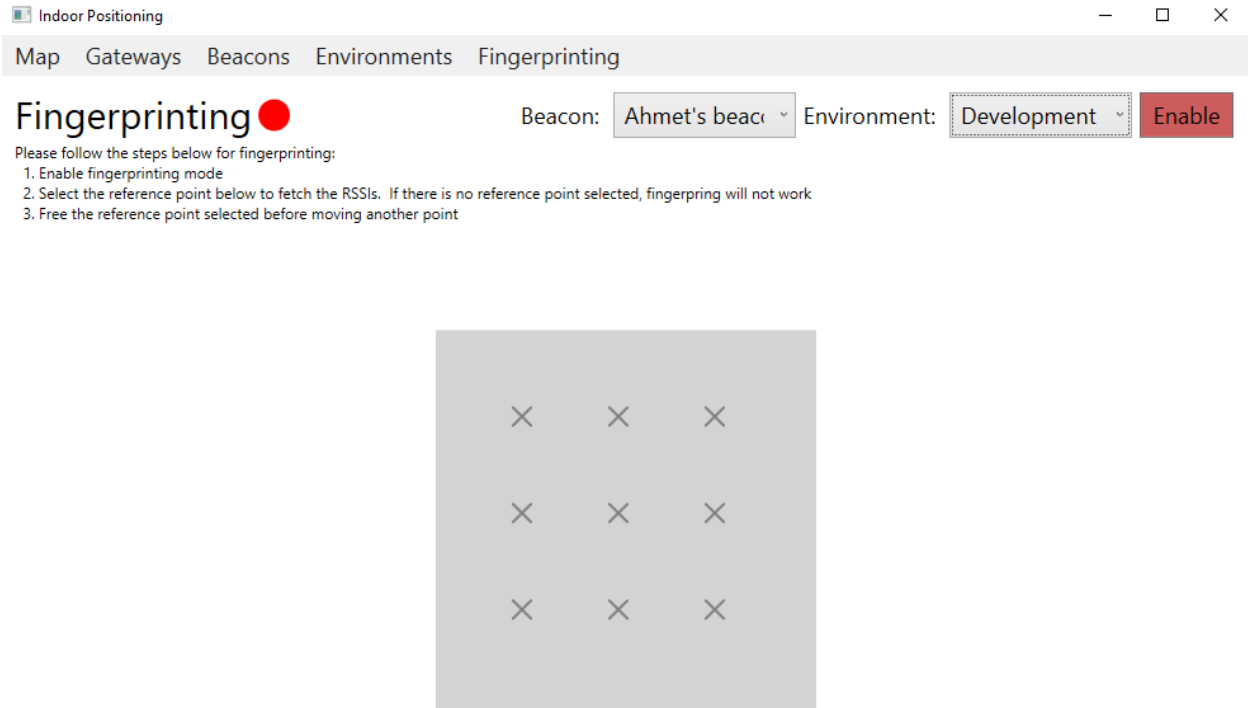 Indoor Positioning
Map Gateways Beacons Environments Fingerprinting
Fingerprinting Beacon: Ahmet's beac Environment: Development Enable
Please follow the steps below for fingerprinting:
1. Enable fingerprinting mode
2. Select the reference point below to fetch the RSSIs. If there is no reference point selected, fingerpring will not work
3. Free the reference point selected before moving another point